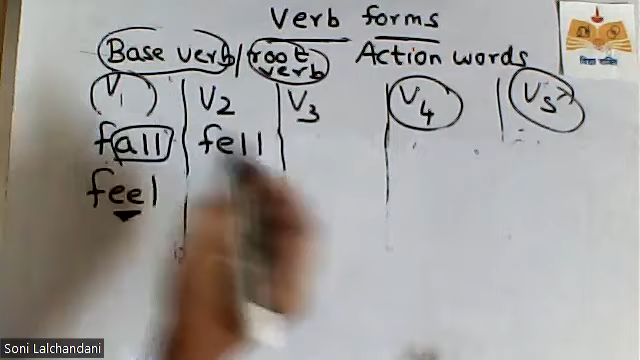 Verb forms
Base verb / root verb Action words
V1 V2 V3 V4 V5
fall fell
feel
Soni Lalchandani